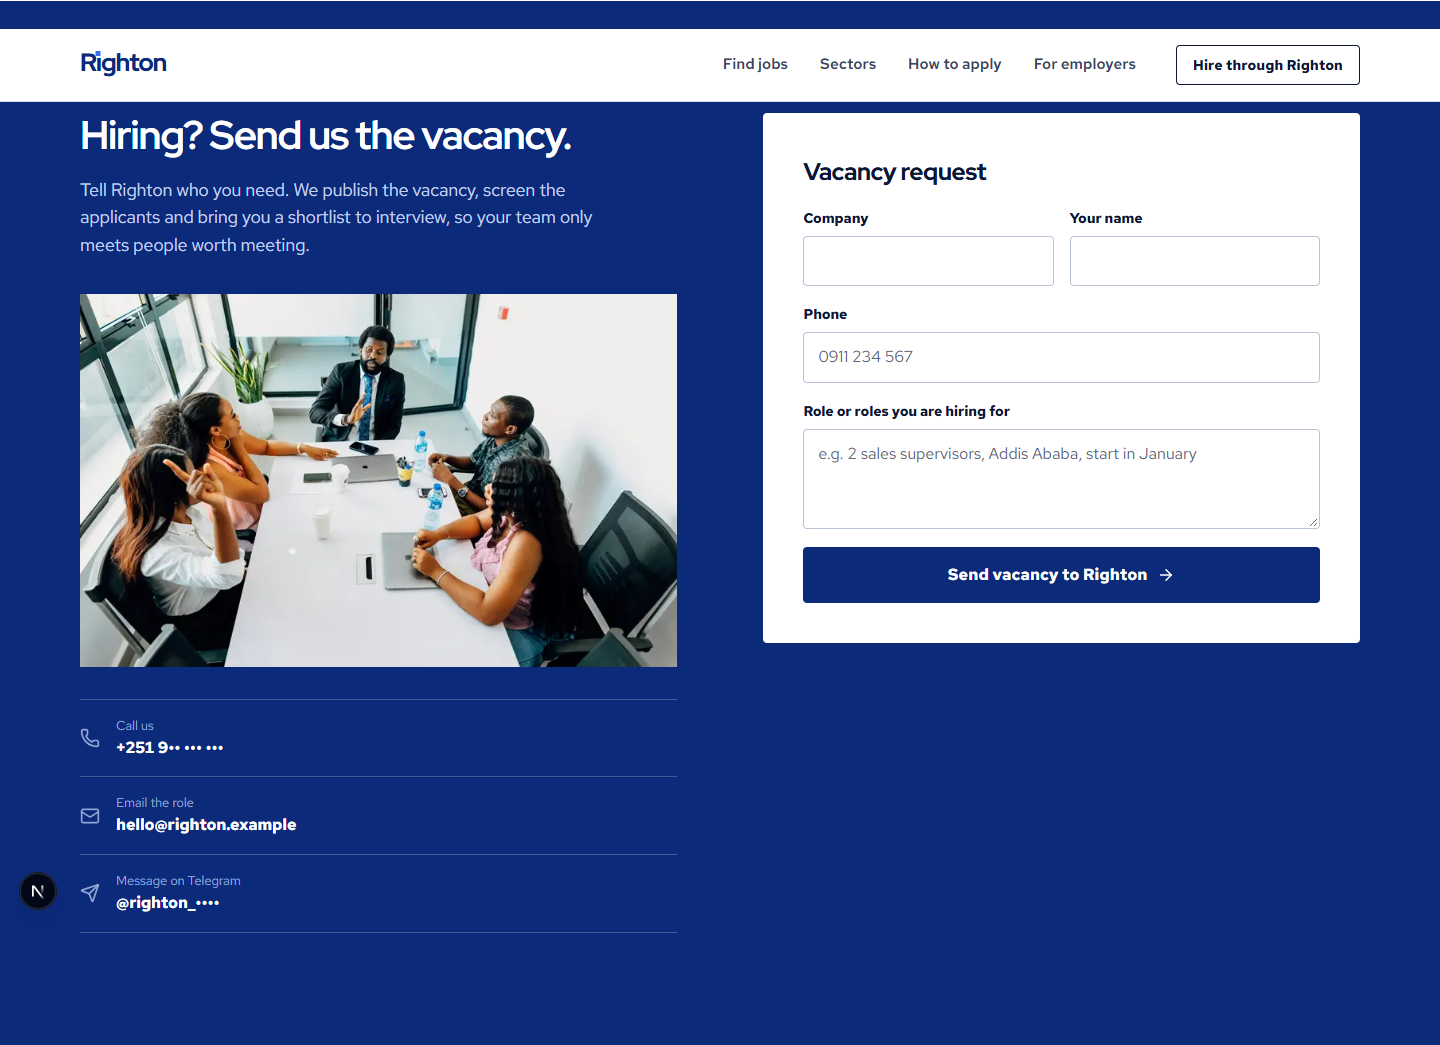 Righton
Find jobs
Sectors
How to apply
For employers
Hire through Righton
Hiring? Send us the vacancy.
Tell Righton who you need. We publish the vacancy, screen the
applicants and bring you a shortlist to interview, so your team only
meets people worth meeting.
Call us
+251 9•• ••• •••
Email the role
hello@righton.example
Message on Telegram
@righton_••••
Vacancy request
Company
Your name
Phone
0911 234 567
Role or roles you are hiring for
e.g. 2 sales supervisors, Addis Ababa, start in January
Send vacancy to Righton →
N